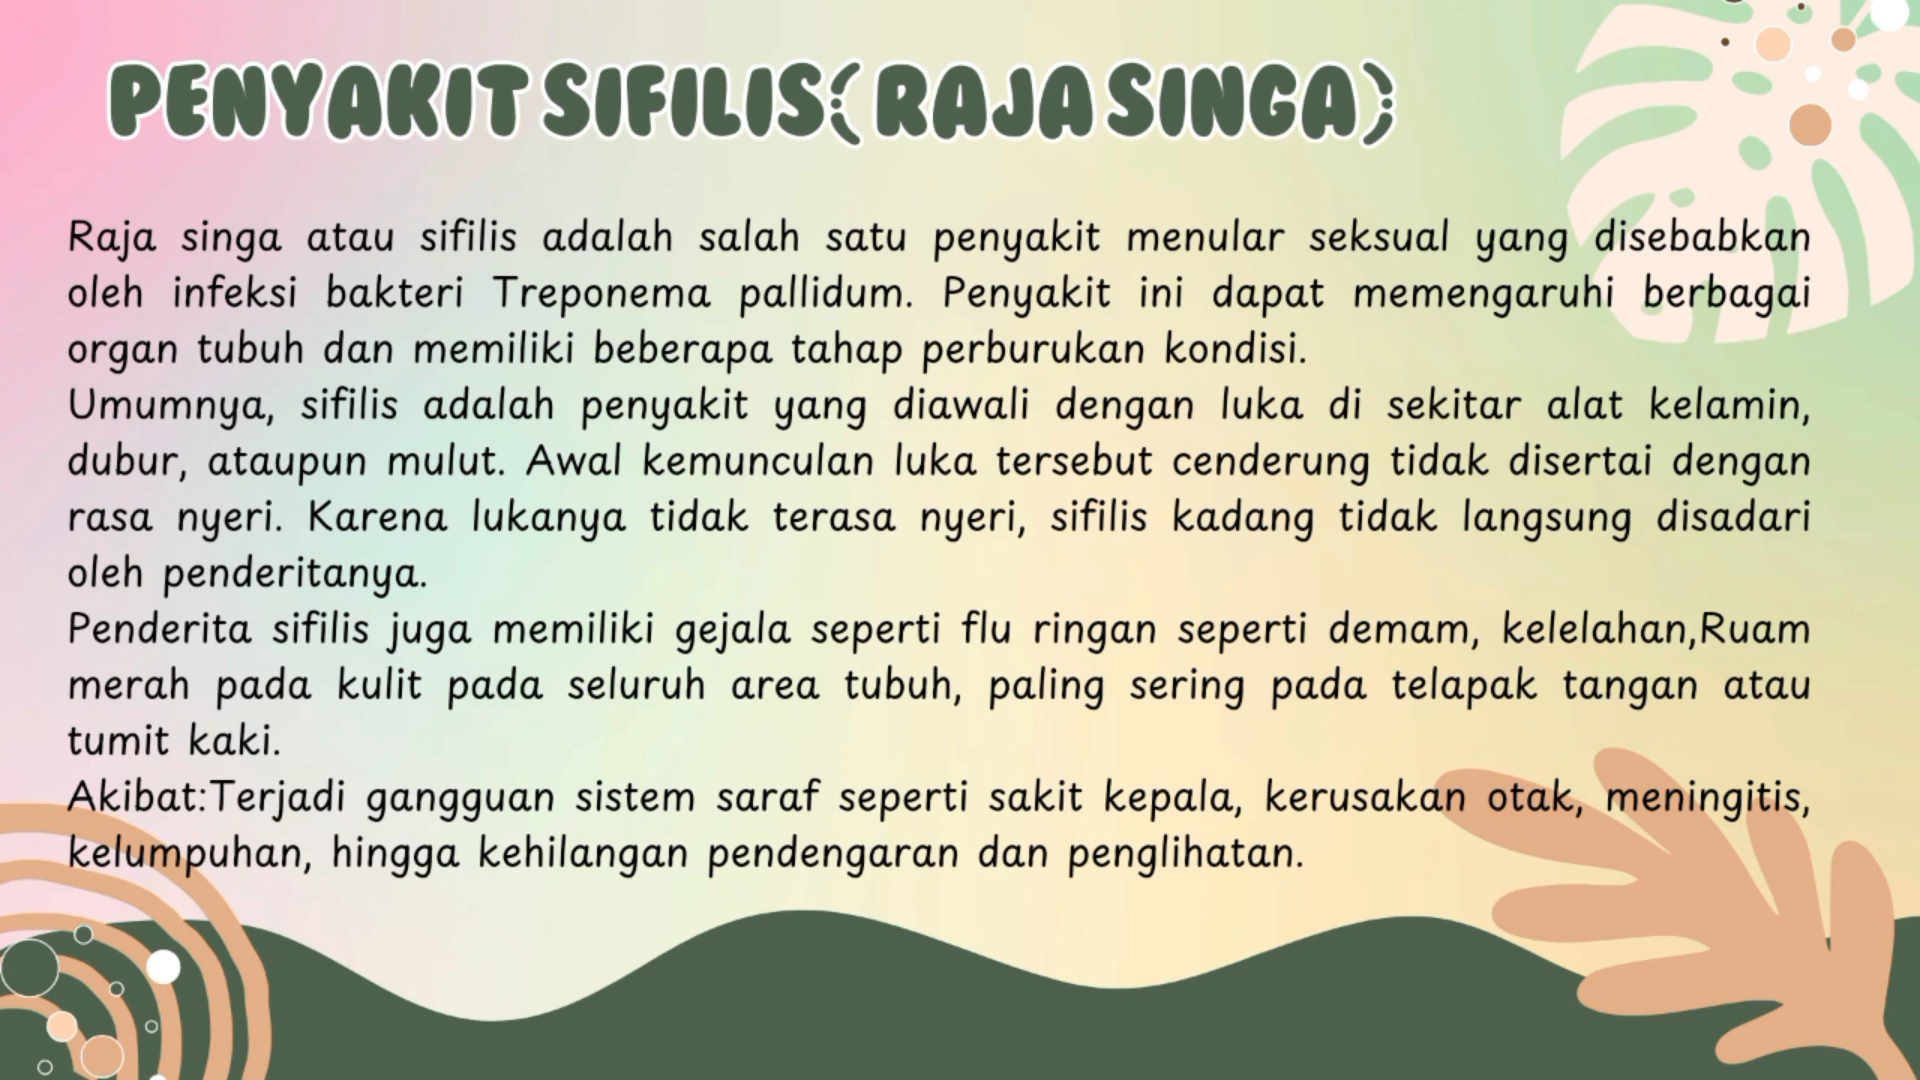 PENYAKIT SIFILIS( RAJA SINGA)
Raja singa atau sifilis adalah salah satu penyakit menular seksual yang disebabkan
oleh infeksi bakteri Treponema pallidum. Penyakit ini dapat memengaruhi berbagai
organ tubuh dan memiliki beberapa tahap perburukan kondisi.
Umumnya, sifilis adalah penyakit yang diawali dengan luka di sekitar alat kelamin,
dubur, ataupun mulut. Awal kemunculan luka tersebut cenderung tidak disertai dengan
rasa nyeri. Karena lukanya tidak terasa nyeri, sifilis kadang tidak langsung disadari
oleh penderitanya.
Penderita sifilis juga memiliki gejala seperti flu ringan seperti demam, kelelahan,Ruam
merah pada kulit pada seluruh area tubuh, paling sering pada telapak tangan atau
tumit kaki.
Akibat:Terjadi gangguan sistem saraf seperti sakit kepala, kerusakan otak, meningitis,
kelumpuhan, hingga kehilangan pendengaran dan penglihatan.